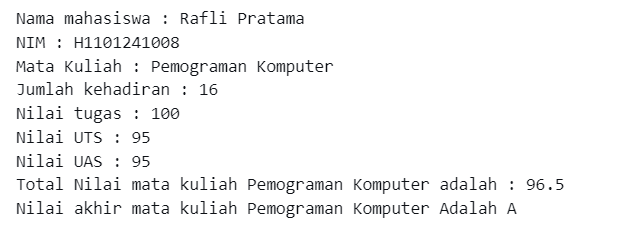 Nama mahasiswa : Rafli Pratama
NIM : H1101241008
Mata Kuliah : Pemograman Komputer
Jumlah kehadiran : 16
Nilai tugas : 100
Nilai UTS : 95
Nilai UAS : 95
Total Nilai mata kuliah Pemograman Komputer adalah : 96.5
Nilai akhir mata kuliah Pemograman Komputer Adalah A